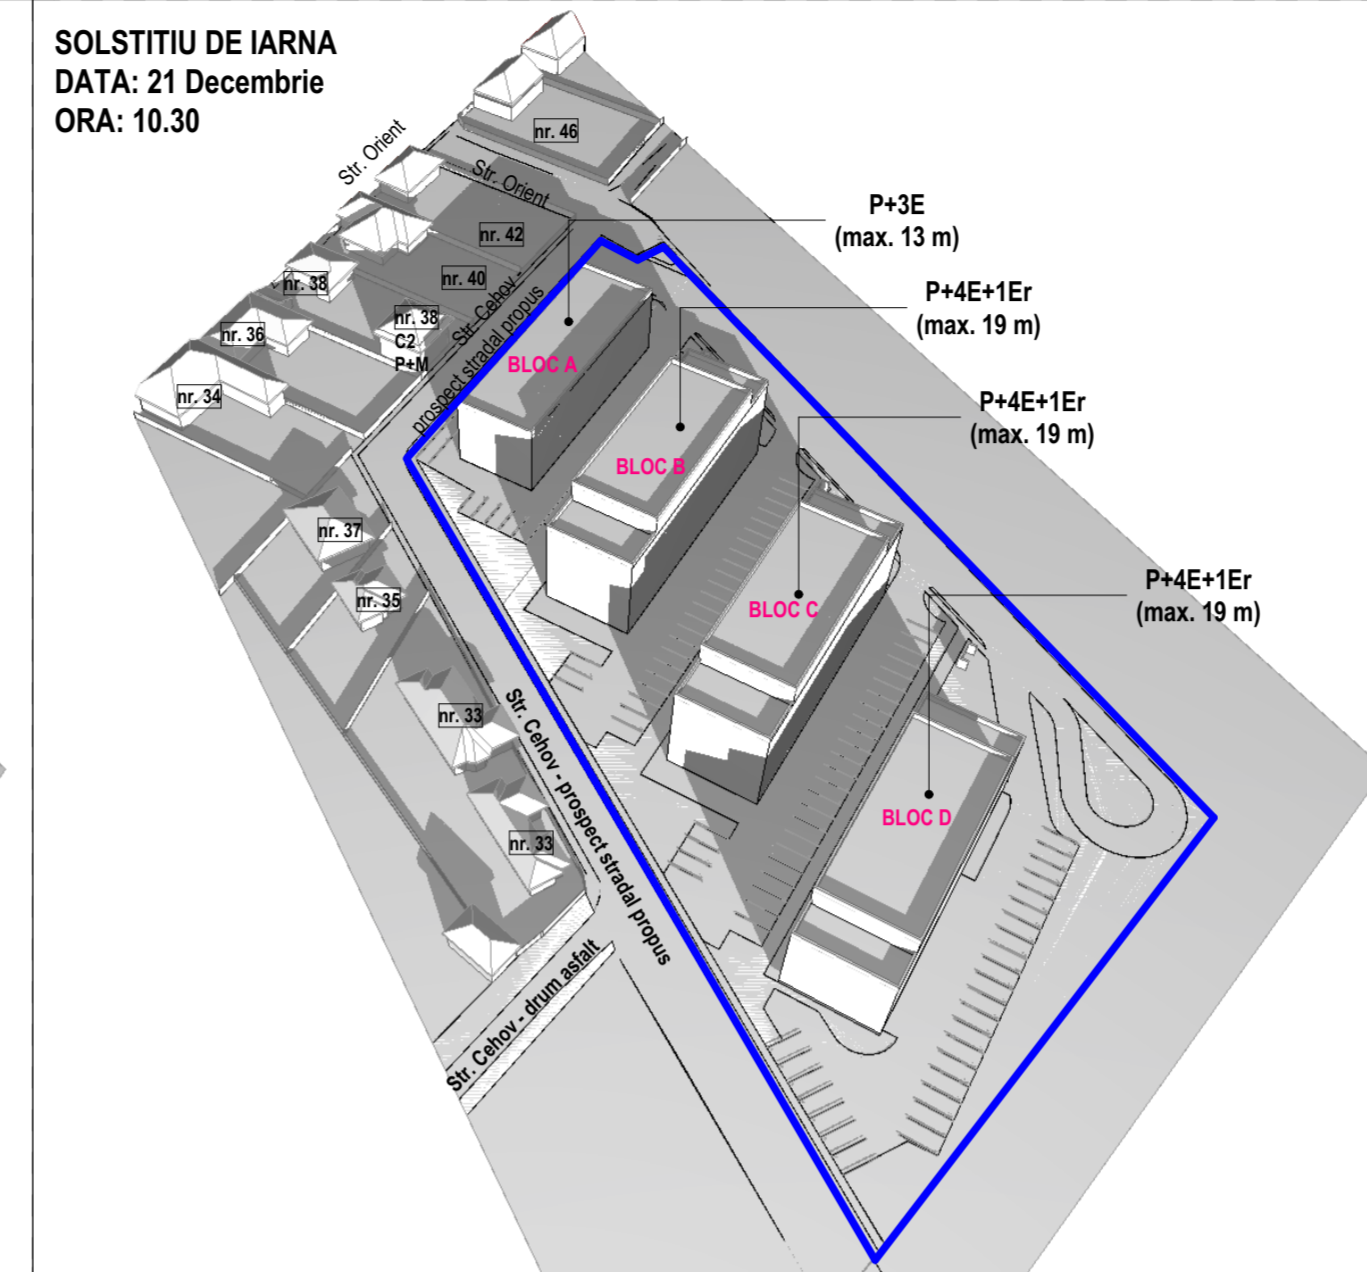 SOLSTITIU DE IARNA
DATA: 21 Decembrie
ORA: 10.30
Str. Orient
Str. Orient
nr. 46
P+3E
(max. 13 m)
nr. 42
nr. 40
nr. 38
nr. 38
C2
P+M
nr. 36
nr. 34
Str. Cehov -
prospect stradal propus
P+4E+1Er
(max. 19 m)
BLOC A
P+4E+1Er
(max. 19 m)
BLOC B
nr. 37
nr. 35
P+4E+1Er
(max. 19 m)
BLOC C
nr. 33
Str. Cehov - prospect stradal propus
BLOC D
nr. 33
Str. Cehov - drum asfalt